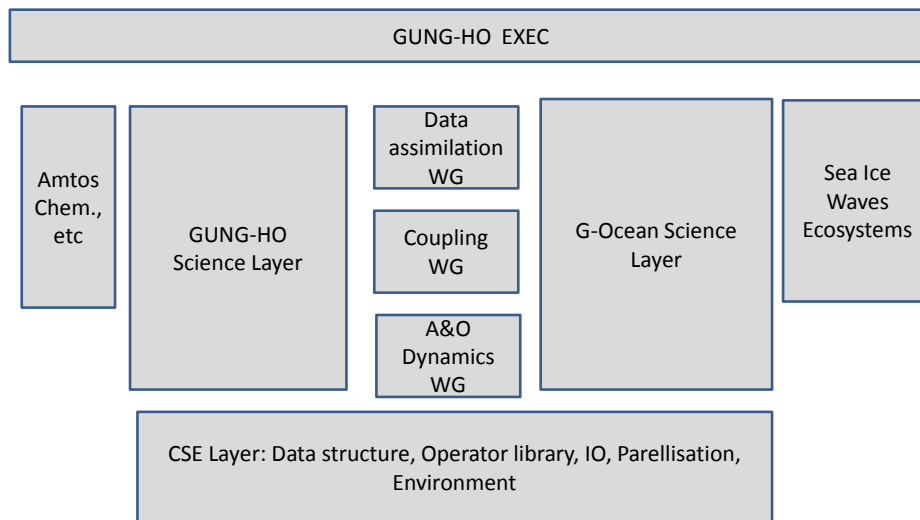 GUNG-HO EXEC
Amtos
Chem.,
etc
GUNG-HO
Science Layer
Data
assimilation
WG
Coupling
WG
A&O
Dynamics
WG
G-Ocean Science
Layer
Sea Ice
Waves
Ecosystems
CSE Layer: Data structure, Operator library, IO, Parellisation,
Environment